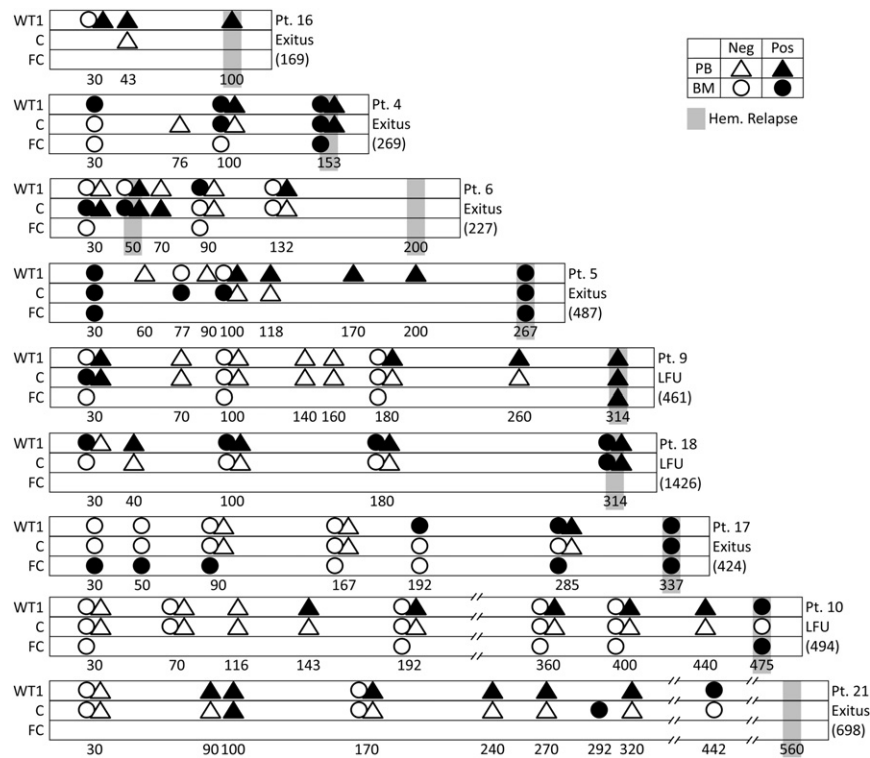 WT1 Pt. 16
C Exitus
FC (169)
30 43 100
Neg Pos
PB
BM
Hem. Relapse
WT1 Pt. 4
C Exitus
FC (269)
30 76 100 153
WT1 Pt. 6
C Exitus
FC (227)
30 50 70 90 132 200
WT1 Pt. 5
C Exitus
FC (487)
30 60 77 90 100 118 170 200 267
WT1 Pt. 9
C LFU
FC (461)
30 70 100 140 160 180 260 314
WT1 Pt. 18
C LFU
FC (1426)
30 40 100 180 314
WT1 Pt. 17
C Exitus
FC (424)
30 50 90 167 192 285 337
WT1 Pt. 10
C LFU
FC (494)
30 70 116 143 192 360 400 440 475
WT1 Pt. 21
C Exitus
FC (698)
30 90 100 170 240 270 292 320 442 560